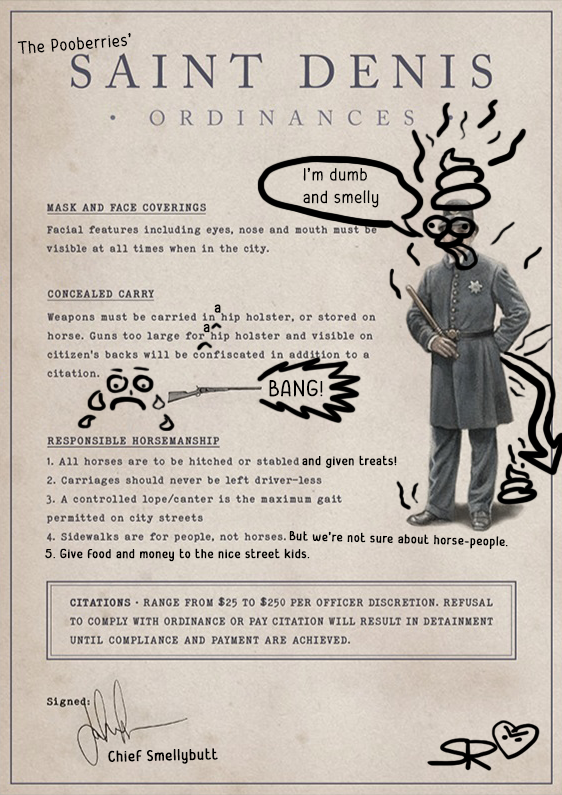 The Pooberries'
SAINT DENIS
• ORDINANCES •
I'm dumb
and smelly
MASK AND FACE COVERINGS
Facial features including eyes, nose and mouth must be
visible at all times when in the city.
CONCEALED CARRY
Weapons must be carried in a hip holster, or stored on
horse. Guns too large for a hip holster and visible on
citizen's backs will be confiscated in addition to a
citation.
BANG!
RESPONSIBLE HORSEMANSHIP
1. All horses are to be hitched or stabled and given treats!
2. Carriages should never be left driver-less
3. A controlled lope/canter is the maximum gait
permitted on city streets
4. Sidewalks are for people, not horses. But we're not sure about horse-people.
5. Give food and money to the nice street kids.
CITATIONS · RANGE FROM $25 TO $250 PER OFFICER DISCRETION. REFUSAL
TO COMPLY WITH ORDINANCE OR PAY CITATION WILL RESULT IN DETAINMENT
UNTIL COMPLIANCE AND PAYMENT ARE ACHIEVED.
Signed:
Chief Smellybutt
SR